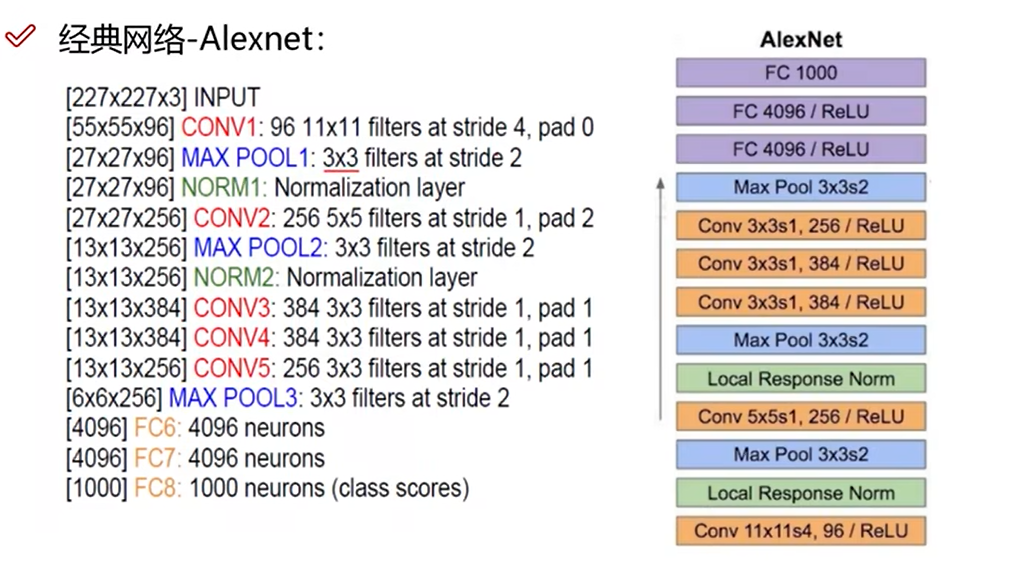 经典网络-Alexnet:
[227x227x3] INPUT
[55x55x96] CONV1: 96 11x11 filters at stride 4, pad 0
[27x27x96] MAX POOL1: 3x3 filters at stride 2
[27x27x96] NORM1: Normalization layer
[27x27x256] CONV2: 256 5x5 filters at stride 1, pad 2
[13x13x256] MAX POOL2: 3x3 filters at stride 2
[13x13x256] NORM2: Normalization layer
[13x13x384] CONV3: 384 3x3 filters at stride 1, pad 1
[13x13x384] CONV4: 384 3x3 filters at stride 1, pad 1
[13x13x256] CONV5: 256 3x3 filters at stride 1, pad 1
[6x6x256] MAX POOL3: 3x3 filters at stride 2
[4096] FC6: 4096 neurons
[4096] FC7: 4096 neurons
[1000] FC8: 1000 neurons (class scores)
AlexNet
FC 1000
FC 4096 / ReLU
FC 4096 / ReLU
Max Pool 3x3s2
Conv 3x3s1, 256 / ReLU
Conv 3x3s1, 384 / ReLU
Conv 3x3s1, 384 / ReLU
Max Pool 3x3s2
Local Response Norm
Conv 5x5s1, 256 / ReLU
Max Pool 3x3s2
Local Response Norm
Conv 11x11s4, 96 / ReLU